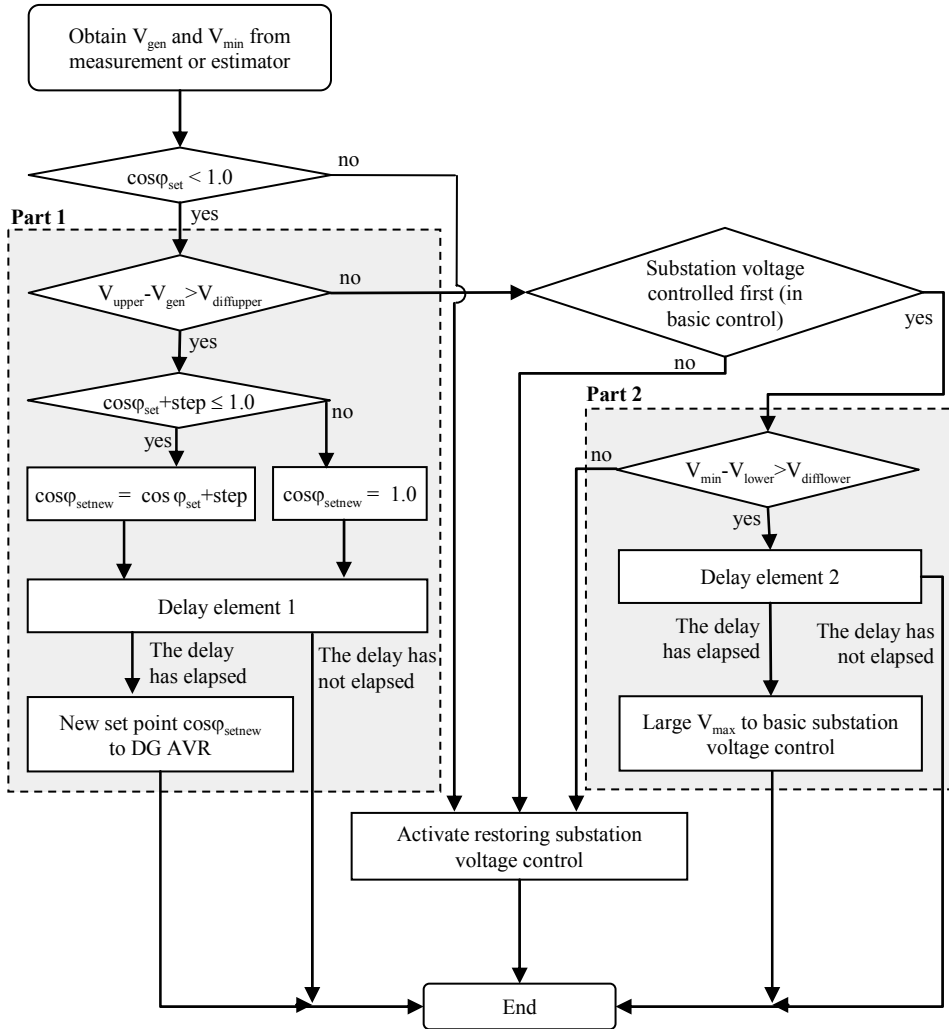 Obtain V_gen and V_min from
measurement or estimator
no
cosφ_set < 1.0
yes
Part 1
V_upper-V_gen>V_diffupper
no
Substation voltage
controlled first (in
basic control)
yes
no
yes
cosφ_set+step ≤ 1.0
no
yes
Part 2
no
V_min-V_lower>V_difflower
yes
cosφ_setnew = cos φ_set+step
cosφ_setnew = 1.0
Delay element 1
Delay element 2
The delay
has elapsed
The delay has
not elapsed
The delay
has elapsed
The delay has
not elapsed
New set point cosφ_setnew
to DG AVR
Large V_max to basic substation
voltage control
Activate restoring substation
voltage control
End